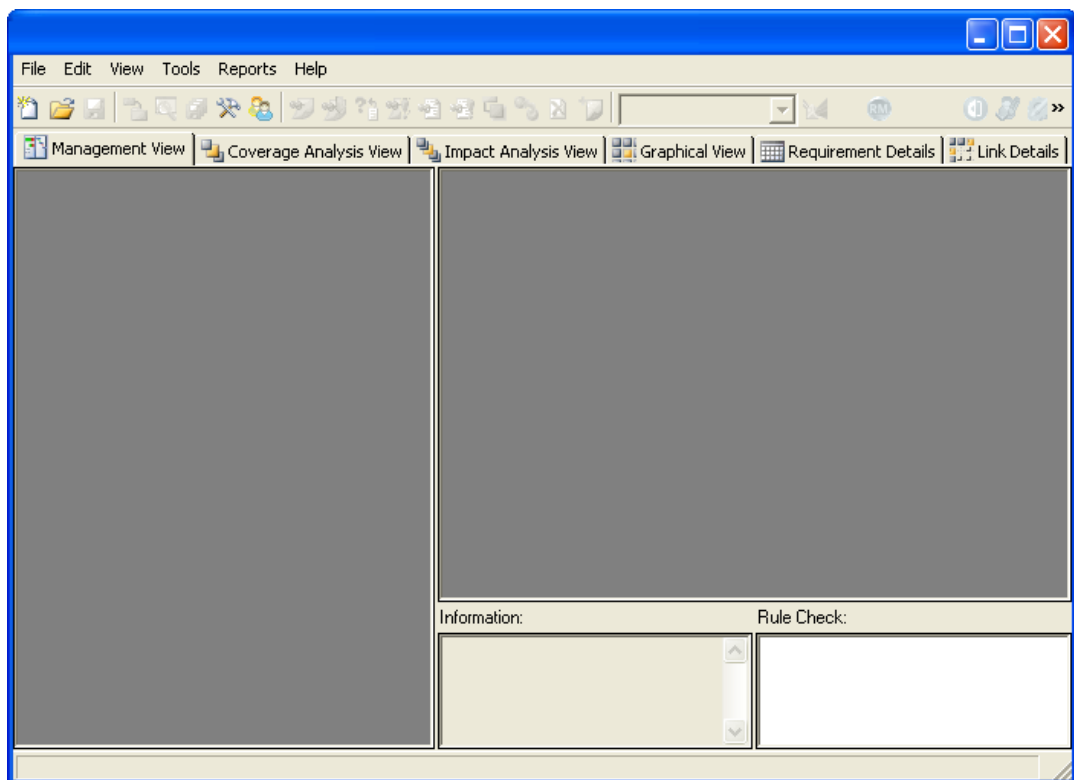 File Edit View Tools Reports Help
RM
Management View Coverage Analysis View Impact Analysis View Graphical View Requirement Details Link Details
Information: Rule Check: